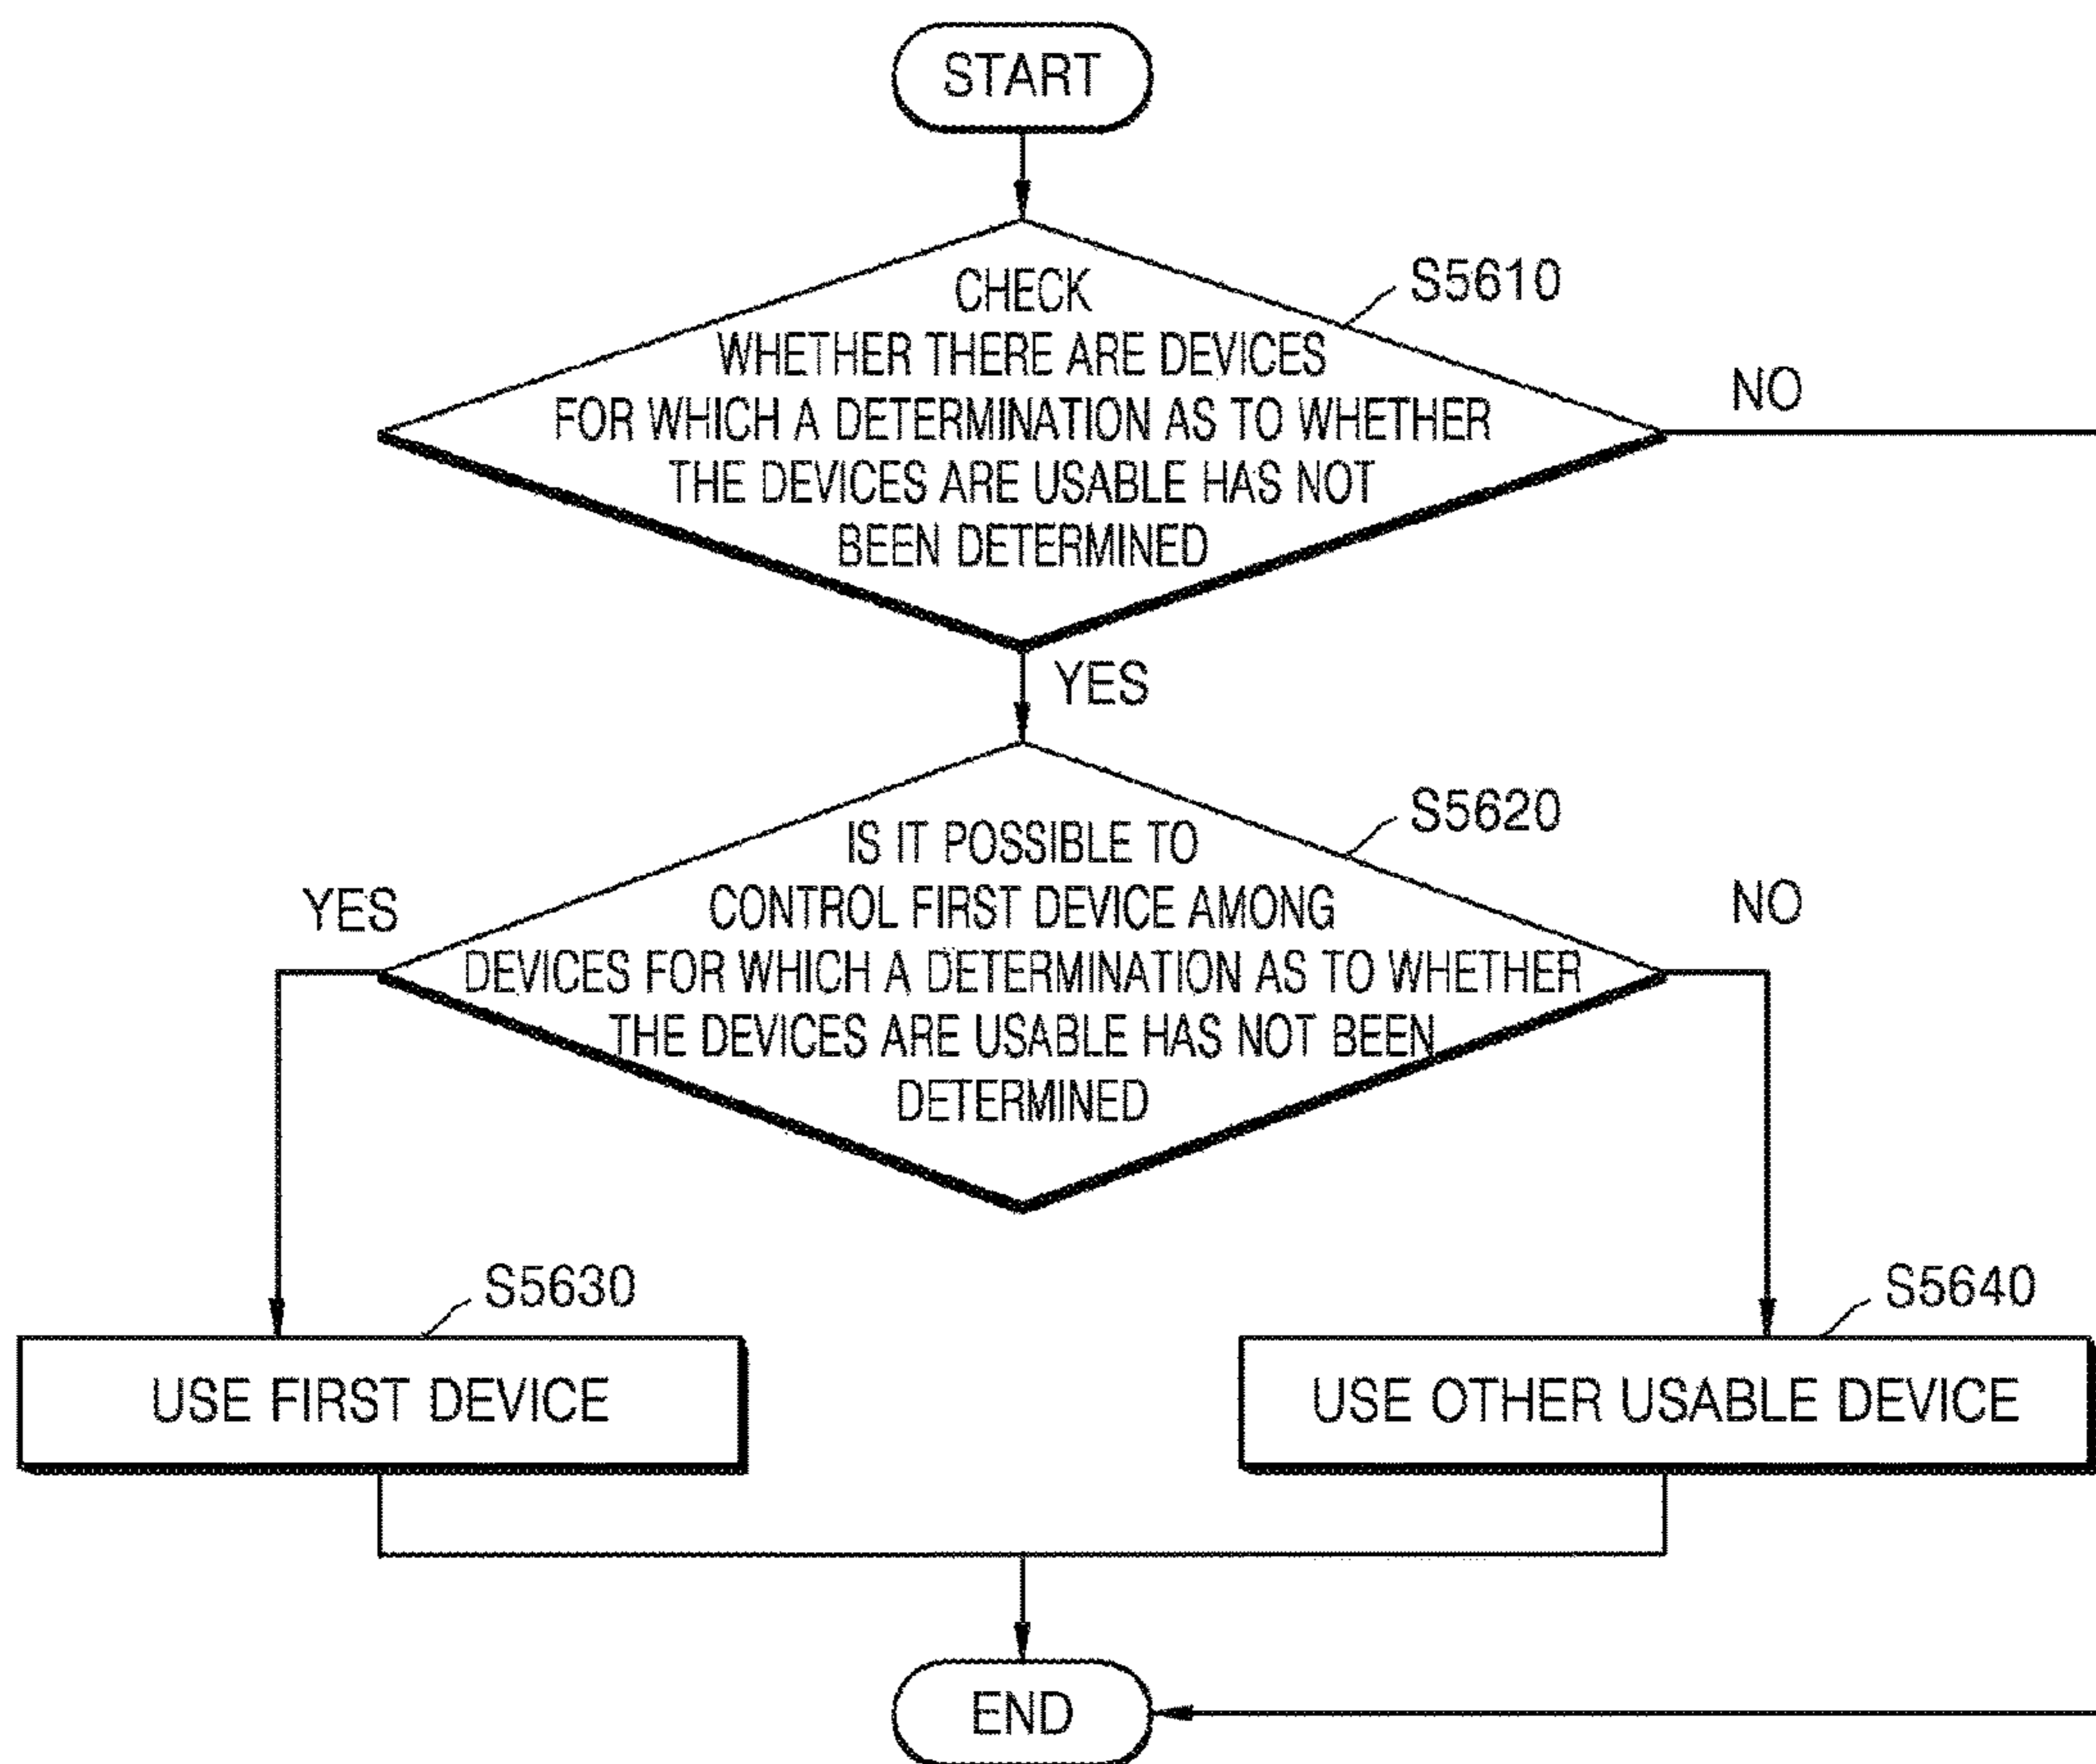 START
CHECK
WHETHER THERE ARE DEVICES
FOR WHICH A DETERMINATION AS TO WHETHER
THE DEVICES ARE USABLE HAS NOT
BEEN DETERMINED
S5610
NO
YES
IS IT POSSIBLE TO
CONTROL FIRST DEVICE AMONG
DEVICES FOR WHICH A DETERMINATION AS TO WHETHER
THE DEVICES ARE USABLE HAS NOT BEEN
DETERMINED
S5620
YES
NO
S5630
USE FIRST DEVICE
S5640
USE OTHER USABLE DEVICE
END